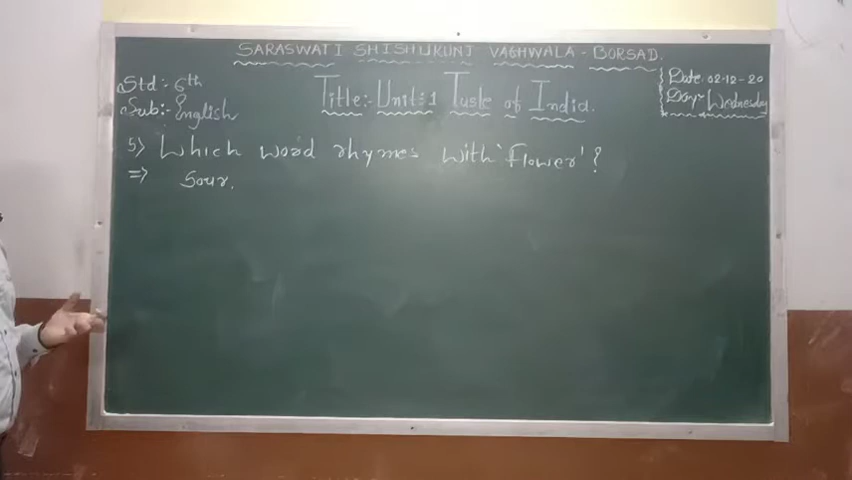 SARASWATI SHISHUKUNJ VAGHWALA - BORSAD.
Std:- 6th
Sub:- English
Title:- Unit:1 Taste of India.
Date. 02-12-20
Day:- Wednesday
5) Which word rhymes with 'flower'?
⇒ Sour.